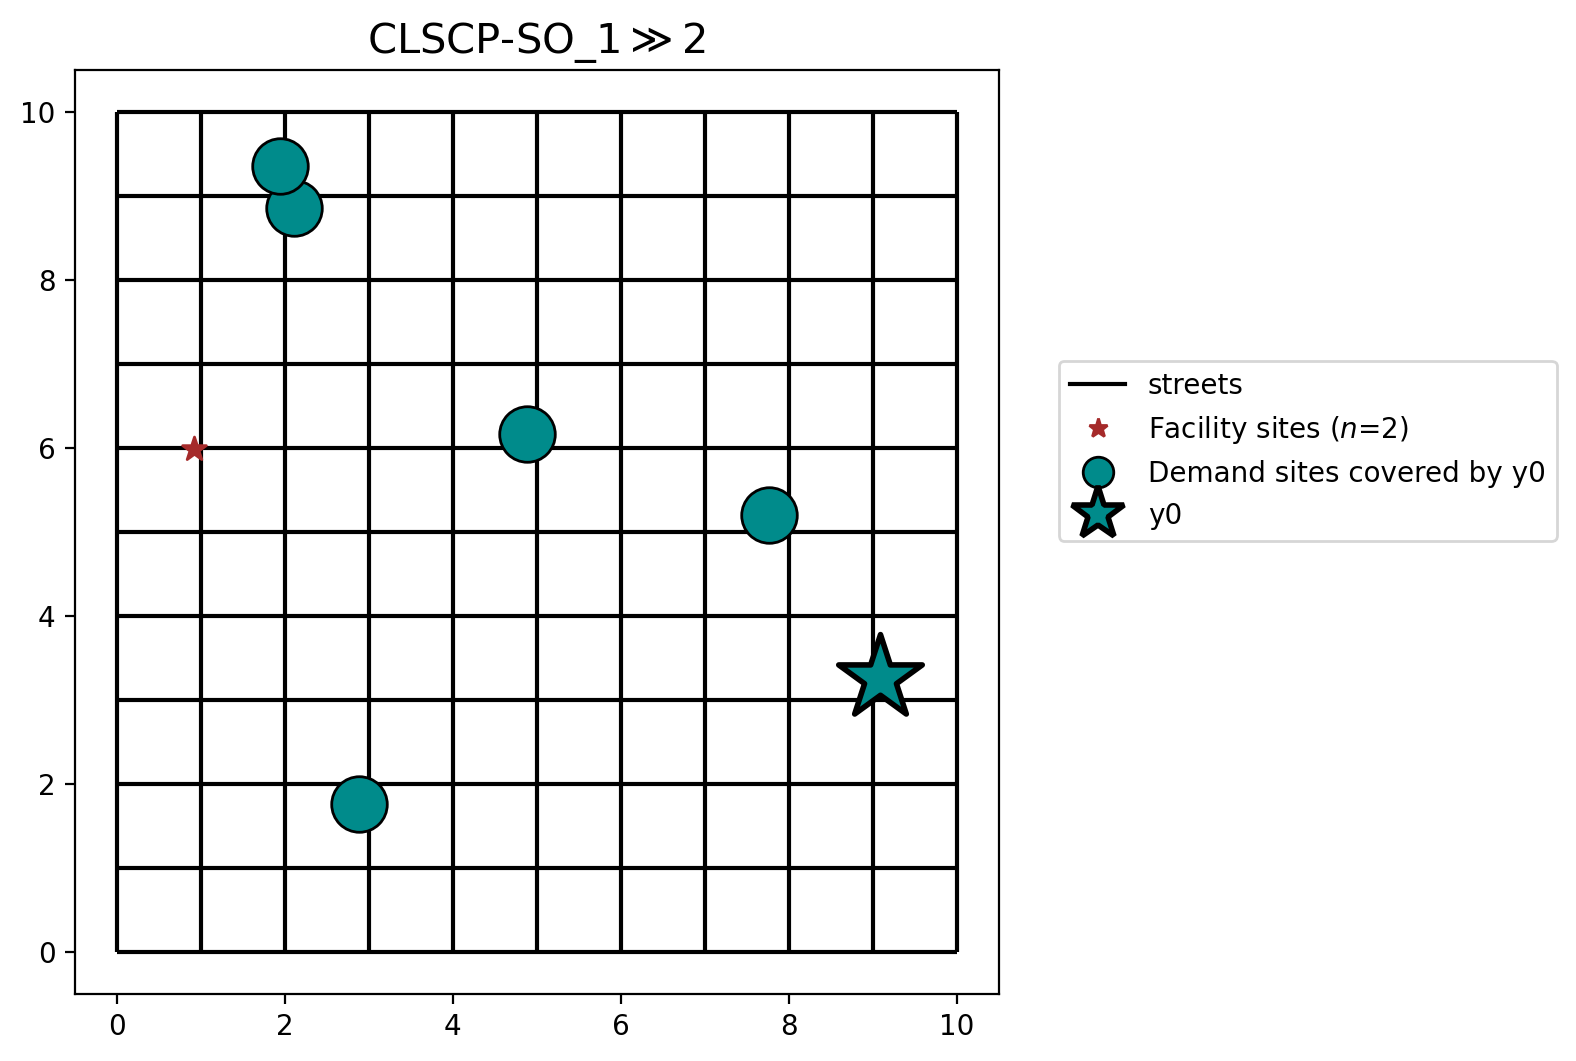 CLSCP-SO_1≫2
10
8
6
4
2
0
0 2 4 6 8 10
streets
Facility sites (n=2)
Demand sites covered by y0
y0